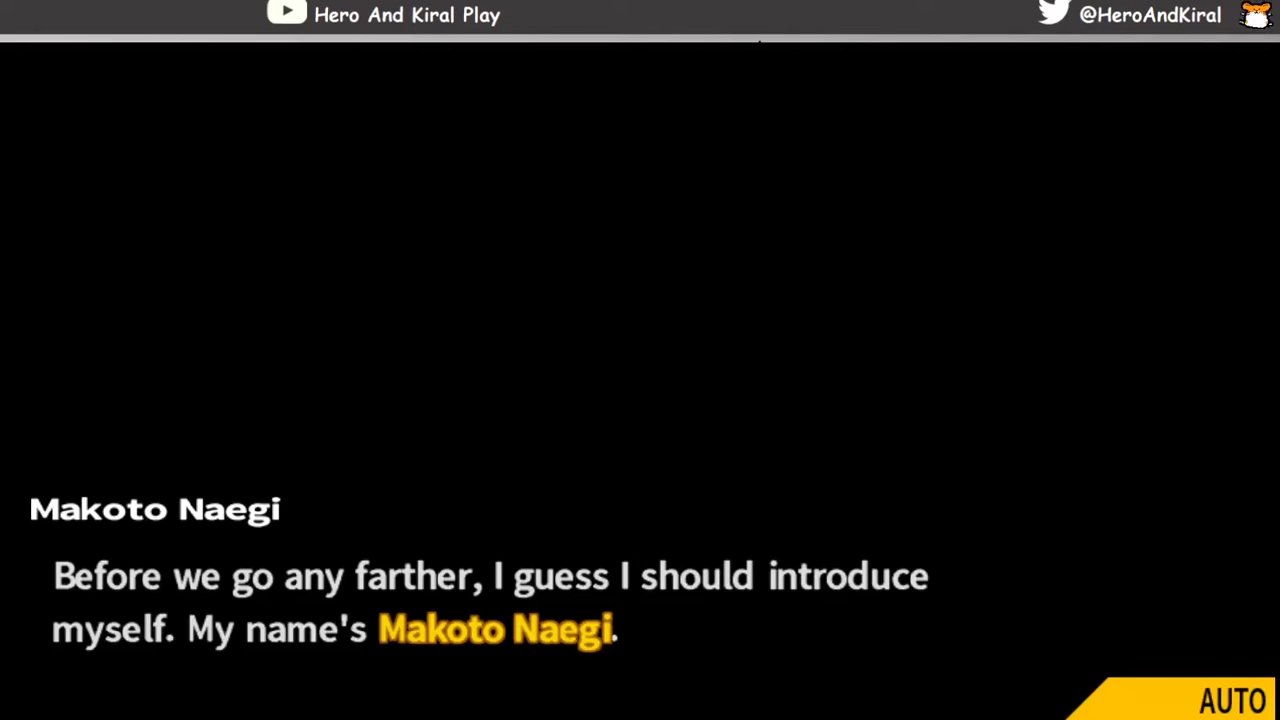 Hero And Kiral Play
@HeroAndKiral
Makoto Naegi
Before we go any farther, I guess I should introduce
myself. My name's Makoto Naegi.
AUTO